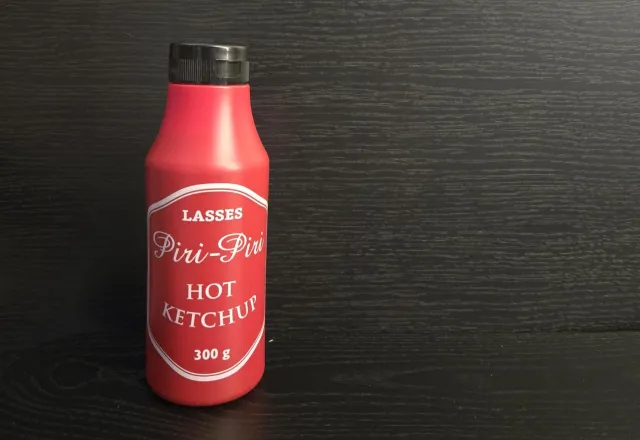 LASSES
Piri-Piri
HOT
KETCHUP
300 g